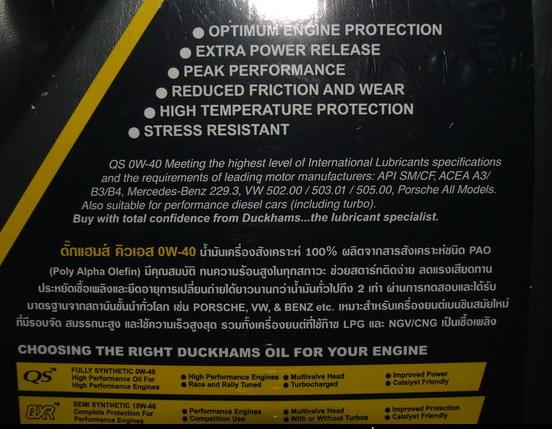 ● OPTIMUM ENGINE PROTECTION
● EXTRA POWER RELEASE
● PEAK PERFORMANCE
● REDUCED FRICTION AND WEAR
● HIGH TEMPERATURE PROTECTION
● STRESS RESISTANT
QS 0W-40 Meeting the highest level of International Lubricants specifications
and the requirements of leading motor manufacturers: API SM/CF, ACEA A3/
B3/B4, Mercedes-Benz 229.3, VW 502.00 / 503.01 / 505.00, Porsche All Models.
Also suitable for performance diesel cars (including turbo).
Buy with total confidence from Duckhams...the lubricant specialist.
ดั๊กแฮมส์ คิวเอส 0W-40 น้ำมันเครื่องสังเคราะห์ 100% ผลิตจากสารสังเคราะห์ชนิด PAO
(Poly Alpha Olefin) มีคุณสมบัติ ทนความร้อนสูงในทุกสภาวะ ช่วยสตาร์ทติดง่าย ลดแรงเสียดทาน
ประหยัดเชื้อเพลิงและยืดอายุการเปลี่ยนถ่ายได้ยาวนานกว่าน้ำมันทั่วไปถึง 2 เท่า ผ่านการทดสอบและได้รับ
มาตรฐานจากสถาบันชั้นนำทั่วโลก เช่น PORSCHE, VW, & BENZ etc. เหมาะสำหรับเครื่องยนต์เบนซินสมัยใหม่
ที่มีรอบจัด สมรรถนะสูง และใช้ความเร็วสูงสุด รวมทั้งเครื่องยนต์ที่ใช้ก๊าซ LPG และ NGV/CNG เป็นเชื้อเพลิง
CHOOSING THE RIGHT DUCKHAMS OIL FOR YOUR ENGINE
QS™ FULLY SYNTHETIC 0W-40
High Performance Oil For ● High Performance Engines ● Multivalve Head ● Improved Power
High Performance Engines ● Race and Rally Tuned ● Turbocharged ● Catalyst Friendly
QXR™ SEMI SYNTHETIC 10W-40
Complete Protection For ● Performance Engines ● Multivalve Head ● Improved Protection
Performance Engines ● Competition Use ● With or Without Turbos ● Catalyst Friendly